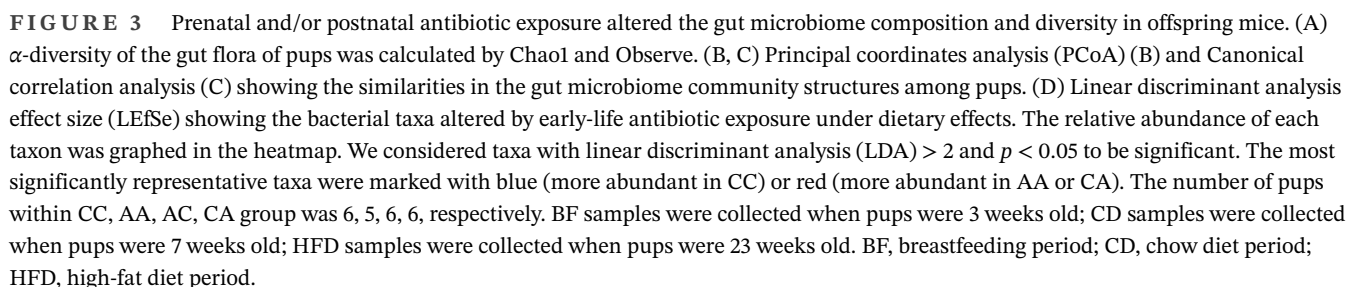 FIGURE 3 Prenatal and/or postnatal antibiotic exposure altered the gut microbiome composition and diversity in offspring mice. (A)
α-diversity of the gut flora of pups was calculated by Chao1 and Observe. (B, C) Principal coordinates analysis (PCoA) (B) and Canonical
correlation analysis (C) showing the similarities in the gut microbiome community structures among pups. (D) Linear discriminant analysis
effect size (LEfSe) showing the bacterial taxa altered by early-life antibiotic exposure under dietary effects. The relative abundance of each
taxon was graphed in the heatmap. We considered taxa with linear discriminant analysis (LDA) > 2 and p < 0.05 to be significant. The most
significantly representative taxa were marked with blue (more abundant in CC) or red (more abundant in AA or CA). The number of pups
within CC, AA, AC, CA group was 6, 5, 6, 6, respectively. BF samples were collected when pups were 3 weeks old; CD samples were collected
when pups were 7 weeks old; HFD samples were collected when pups were 23 weeks old. BF, breastfeeding period; CD, chow diet period;
HFD, high-fat diet period.